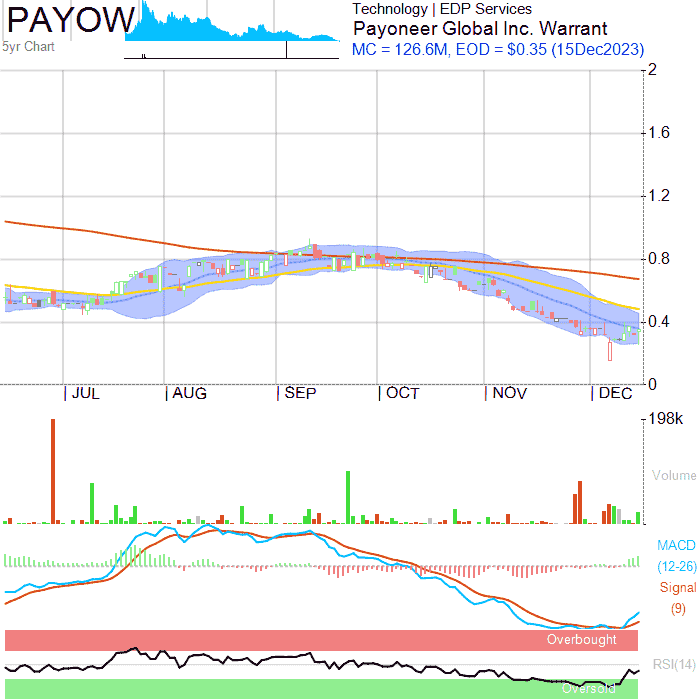 PAYOW
5yr Chart
Technology | EDP Services
Payoneer Global Inc. Warrant
MC = 126.6M, EOD = $0.35 (15Dec2023)
2
1.6
1.2
0.8
0.4
0
JUL AUG SEP OCT NOV DEC
198k
Volume
MACD
(12-26)
Signal
(9)
Overbought
RSI(14)
Oversold